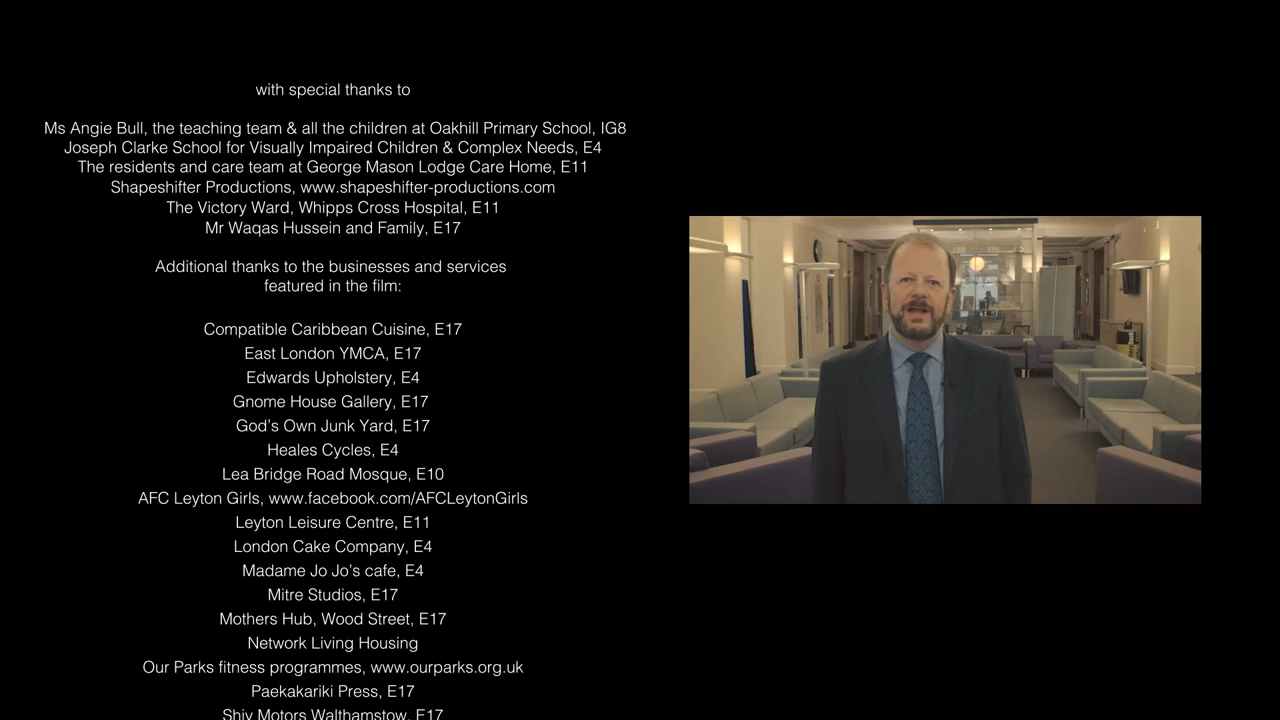 with special thanks to
Ms Angie Bull, the teaching team & all the children at Oakhill Primary School, IG8
Joseph Clarke School for Visually Impaired Children & Complex Needs, E4
The residents and care team at George Mason Lodge Care Home, E11
Shapeshifter Productions, www.shapeshifter-productions.com
The Victory Ward, Whipps Cross Hospital, E11
Mr Waqas Hussein and Family, E17
Additional thanks to the businesses and services
featured in the film:
Compatible Caribbean Cuisine, E17
East London YMCA, E17
Edwards Upholstery, E4
Gnome House Gallery, E17
God's Own Junk Yard, E17
Heales Cycles, E4
Lea Bridge Road Mosque, E10
AFC Leyton Girls, www.facebook.com/AFCLeytonGirls
Leyton Leisure Centre, E11
London Cake Company, E4
Madame Jo Jo's cafe, E4
Mitre Studios, E17
Mothers Hub, Wood Street, E17
Network Living Housing
Our Parks fitness programmes, www.ourparks.org.uk
Paekakariki Press, E17
Shiv Motors Walthamstow, E17